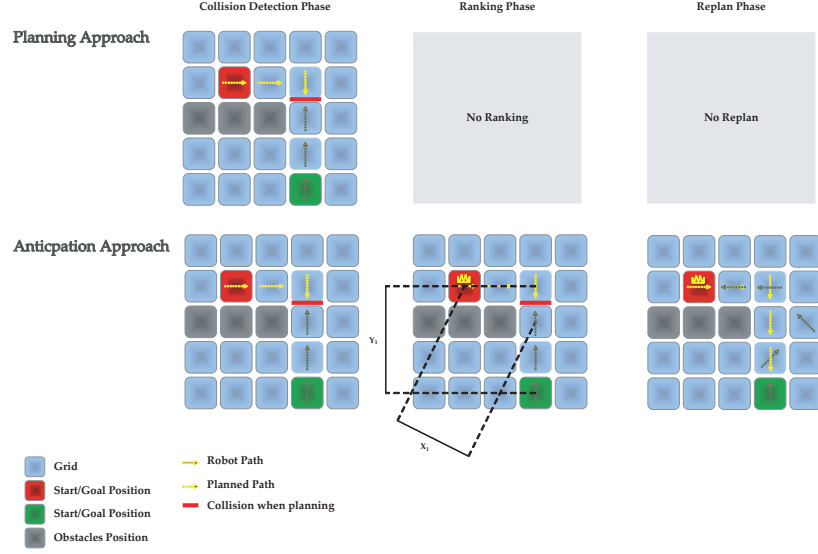 Collision Detection Phase
Ranking Phase
Replan Phase
Planning Approach
No Ranking
No Replan
Anticpation Approach
Y1
X1
Grid
Start/Goal Position
Start/Goal Position
Obstacles Position
Robot Path
Planned Path
Collision when planning